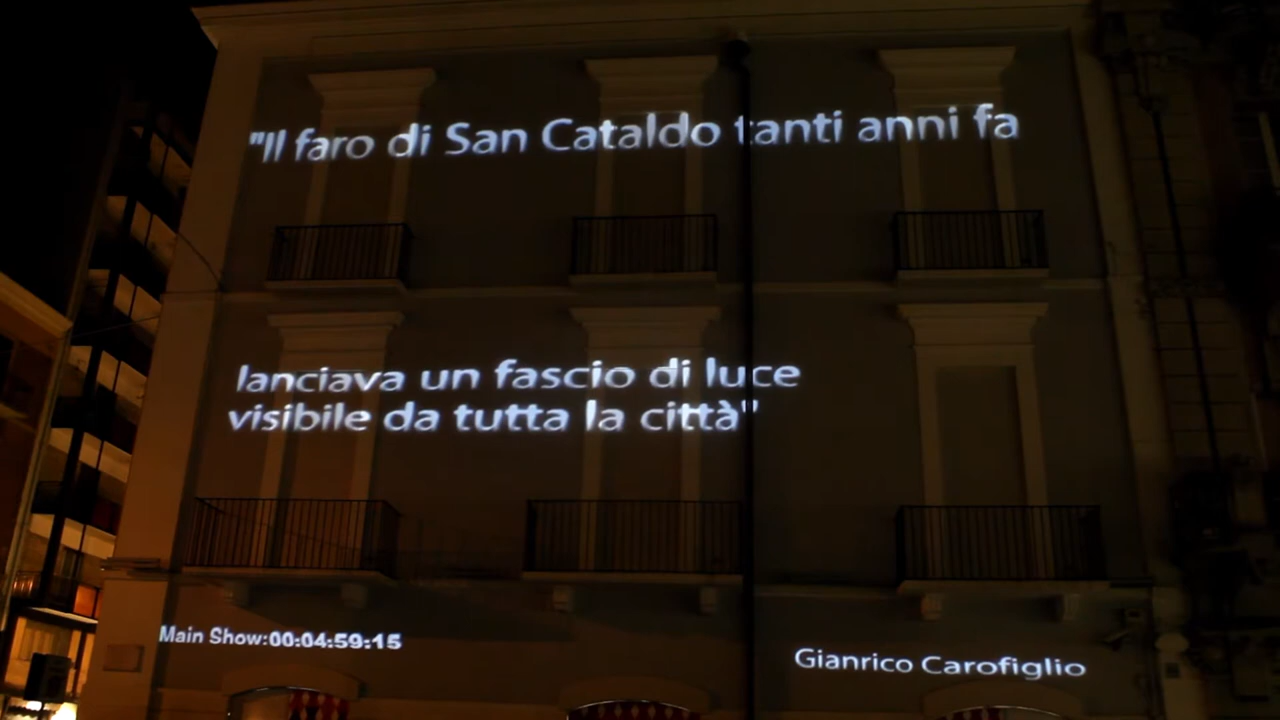 "Il faro di San Cataldo tanti anni fa
lanciava un fascio di luce
visibile da tutta la città"
Main Show:00:04:59:15
Gianrico Carofiglio